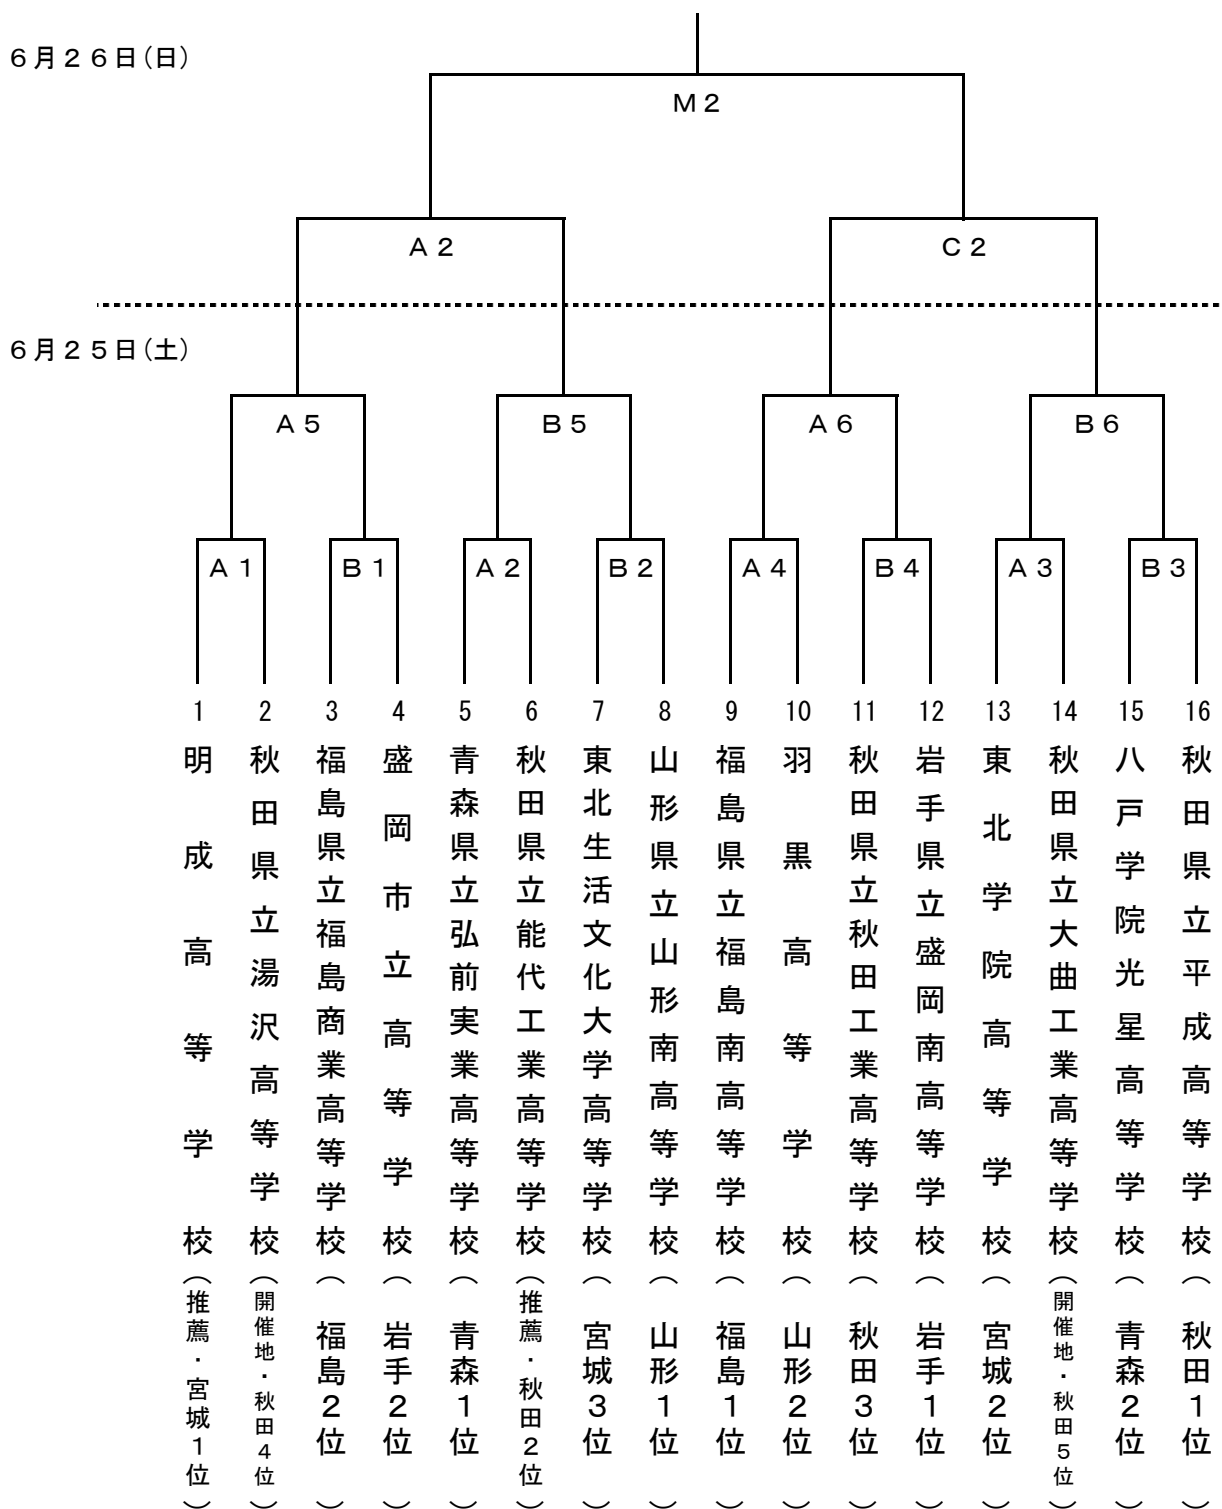 ６月２６日（日）
Ｍ２
Ａ２
Ｃ２
６月２５日（土）
Ａ５
Ｂ５
Ａ６
Ｂ６
Ａ１
Ｂ１
Ａ２
Ｂ２
Ａ４
Ｂ４
Ａ３
Ｂ３
1 明成高等学校（推薦・宮城１位）
2 秋田県立湯沢高等学校（開催地・秋田４位）
3 福島県立福島商業高等学校（福島２位）
4 盛岡市立高等学校（岩手２位）
5 青森県立弘前実業高等学校（青森１位）
6 秋田県立能代工業高等学校（推薦・秋田２位）
7 東北生活文化大学高等学校（宮城３位）
8 山形県立山形南高等学校（山形１位）
9 福島県立福島南高等学校（福島１位）
10 羽黒高等学校（山形２位）
11 秋田県立秋田工業高等学校（秋田３位）
12 岩手県立盛岡南高等学校（岩手１位）
13 東北学院高等学校（宮城２位）
14 秋田県立大曲工業高等学校（開催地・秋田５位）
15 八戸学院光星高等学校（青森２位）
16 秋田県立平成高等学校（秋田１位）